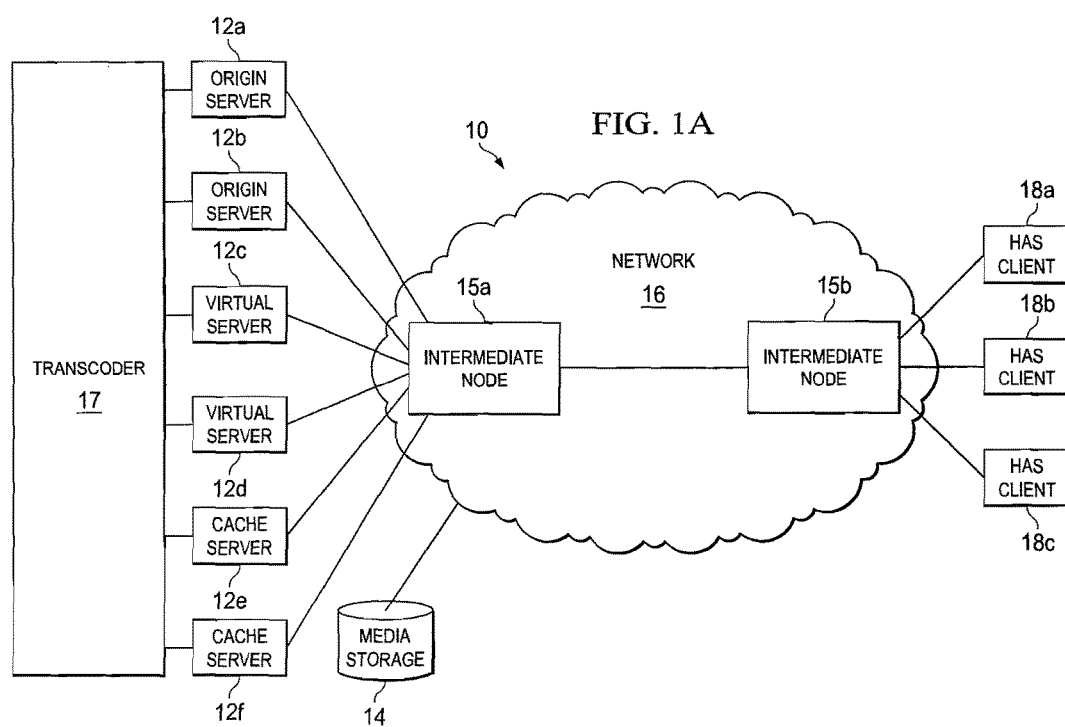 12a
ORIGIN
SERVER
FIG. 1A
10
12b
ORIGIN
SERVER
18a
HAS
CLIENT
12c
NETWORK
16
VIRTUAL
SERVER
15a
15b
18b
TRANSCODER
17
INTERMEDIATE
NODE
INTERMEDIATE
NODE
HAS
CLIENT
VIRTUAL
SERVER
12d
HAS
CLIENT
18c
CACHE
SERVER
12e
CACHE
SERVER
12f
MEDIA
STORAGE
14